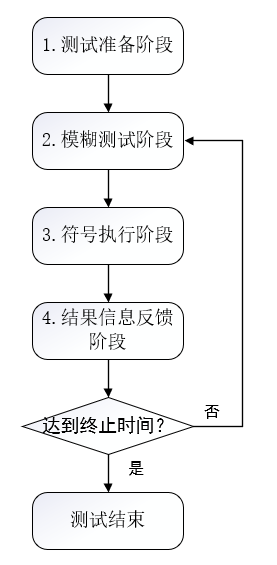 1.测试准备阶段
2.模糊测试阶段
3.符号执行阶段
4.结果信息反馈
阶段
达到终止时间?
否
是
测试结束